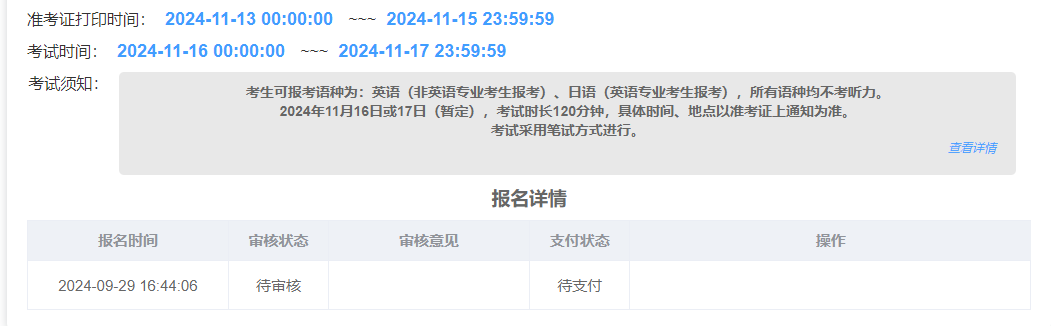 准考证打印时间： 2024-11-13 00:00:00 ~~~ 2024-11-15 23:59:59
考试时间： 2024-11-16 00:00:00 ~~~ 2024-11-17 23:59:59
考试须知：
考生可报考语种为：英语（非英语专业考生报考）、日语（英语专业考生报考），所有语种均不考听力。
2024年11月16日或17日（暂定），考试时长120分钟，具体时间、地点以准考证上通知为准。
考试采用笔试方式进行。
查看详情
报名详情
报名时间 审核状态 审核意见 支付状态 操作
2024-09-29 16:44:06 待审核 待支付